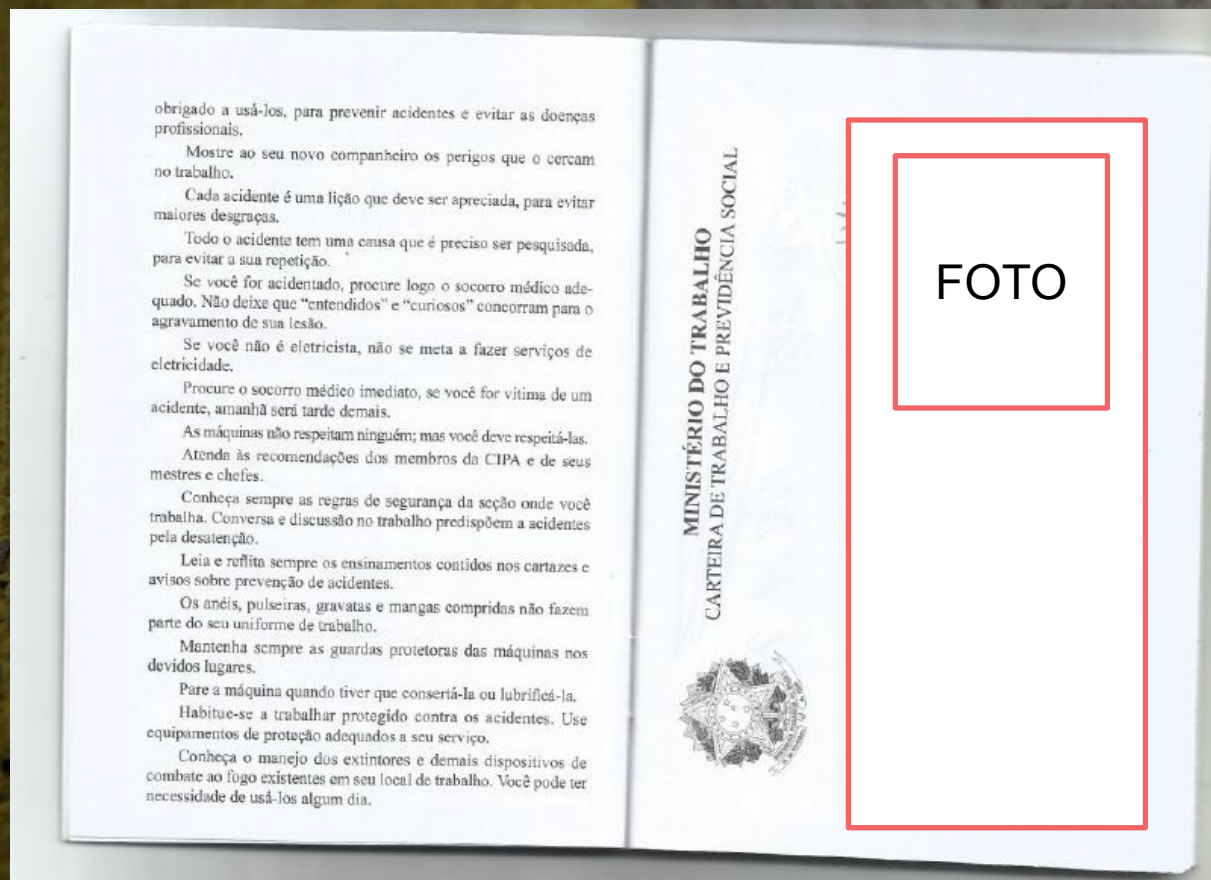 obrigado a usá-los, para prevenir acidentes e evitar as doenças
profissionais.
Mostre ao seu novo companheiro os perigos que o cercam
no trabalho.
Cada acidente é uma lição que deve ser apreciada, para evitar
maiores desgraças.
Todo o acidente tem uma causa que é preciso ser pesquisada,
para evitar a sua repetição.
Se você for acidentado, procure logo o socorro médico ade-
quado. Não deixe que “entendidos” e “curiosos” concorram para o
agravamento de sua lesão.
Se você não é eletricista, não se meta a fazer serviços de
eletricidade.
Procure o socorro médico imediato, se você for vitima de um
acidente, amanhã será tarde demais.
As máquinas não respeitam ninguém; mas você deve respeitá-las.
Atenda às recomendações dos membros da CIPA e de seus
mestres e chefes.
Conheça sempre as regras de segurança da seção onde você
trabalha. Conversa e discussão no trabalho predispõem a acidentes
pela desatenção.
Leia e reflita sempre os ensinamentos contidos nos cartazes e
avisos sobre prevenção de acidentes.
Os anéis, pulseiras, gravatas e mangas compridas não fazem
parte do seu uniforme de trabalho.
Mantenha sempre as guardas protetoras das máquinas nos
devidos lugares.
Pare a máquina quando tiver que consertá-la ou lubrificá-la.
Habitue-se a trabalhar protegido contra os acidentes. Use
equipamentos de proteção adequados a seu serviço.
Conheça o manejo dos extintores e demais dispositivos de
combate ao fogo existentes em seu local de trabalho. Você pode ter
necessidade de usá-los algum dia.
MINISTÉRIO DO TRABALHO
CARTEIRA DE TRABALHO E PREVIDÊNCIA SOCIAL
FOTO